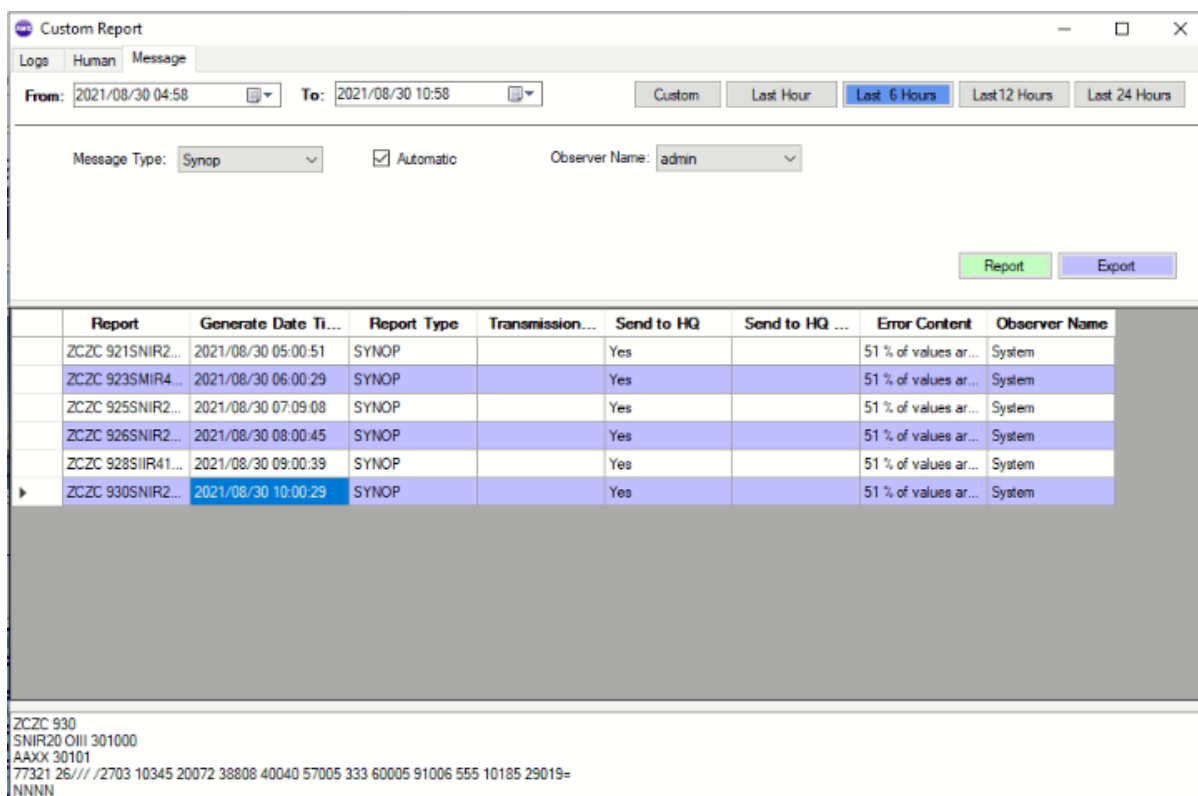 AWS Custom Report
Logs Human Message
From: 2021/08/30 04:58 To: 2021/08/30 10:58 Custom Last Hour Last 6 Hours Last12 Hours Last 24 Hours
Message Type: Synop Automatic Observer Name: admin
Report Export
Report Generate Date Ti... Report Type Transmission... Send to HQ Send to HQ ... Error Content Observer Name
ZCZC 921SNIR2... 2021/08/30 05:00:51 SYNOP Yes 51 % of values ar... System
ZCZC 923SMIR4... 2021/08/30 06:00:29 SYNOP Yes 51 % of values ar... System
ZCZC 925SNIR2... 2021/08/30 07:09:08 SYNOP Yes 51 % of values ar... System
ZCZC 926SNIR2... 2021/08/30 08:00:45 SYNOP Yes 51 % of values ar... System
ZCZC 928SIIR41... 2021/08/30 09:00:39 SYNOP Yes 51 % of values ar... System
ZCZC 930SNIR2... 2021/08/30 10:00:29 SYNOP Yes 51 % of values ar... System
ZCZC 930
SNIR20 OIII 301000
AAXX 30101
77321 26/// /2703 10345 20072 38808 40040 57005 333 60005 91006 555 10185 29019=
NNNN